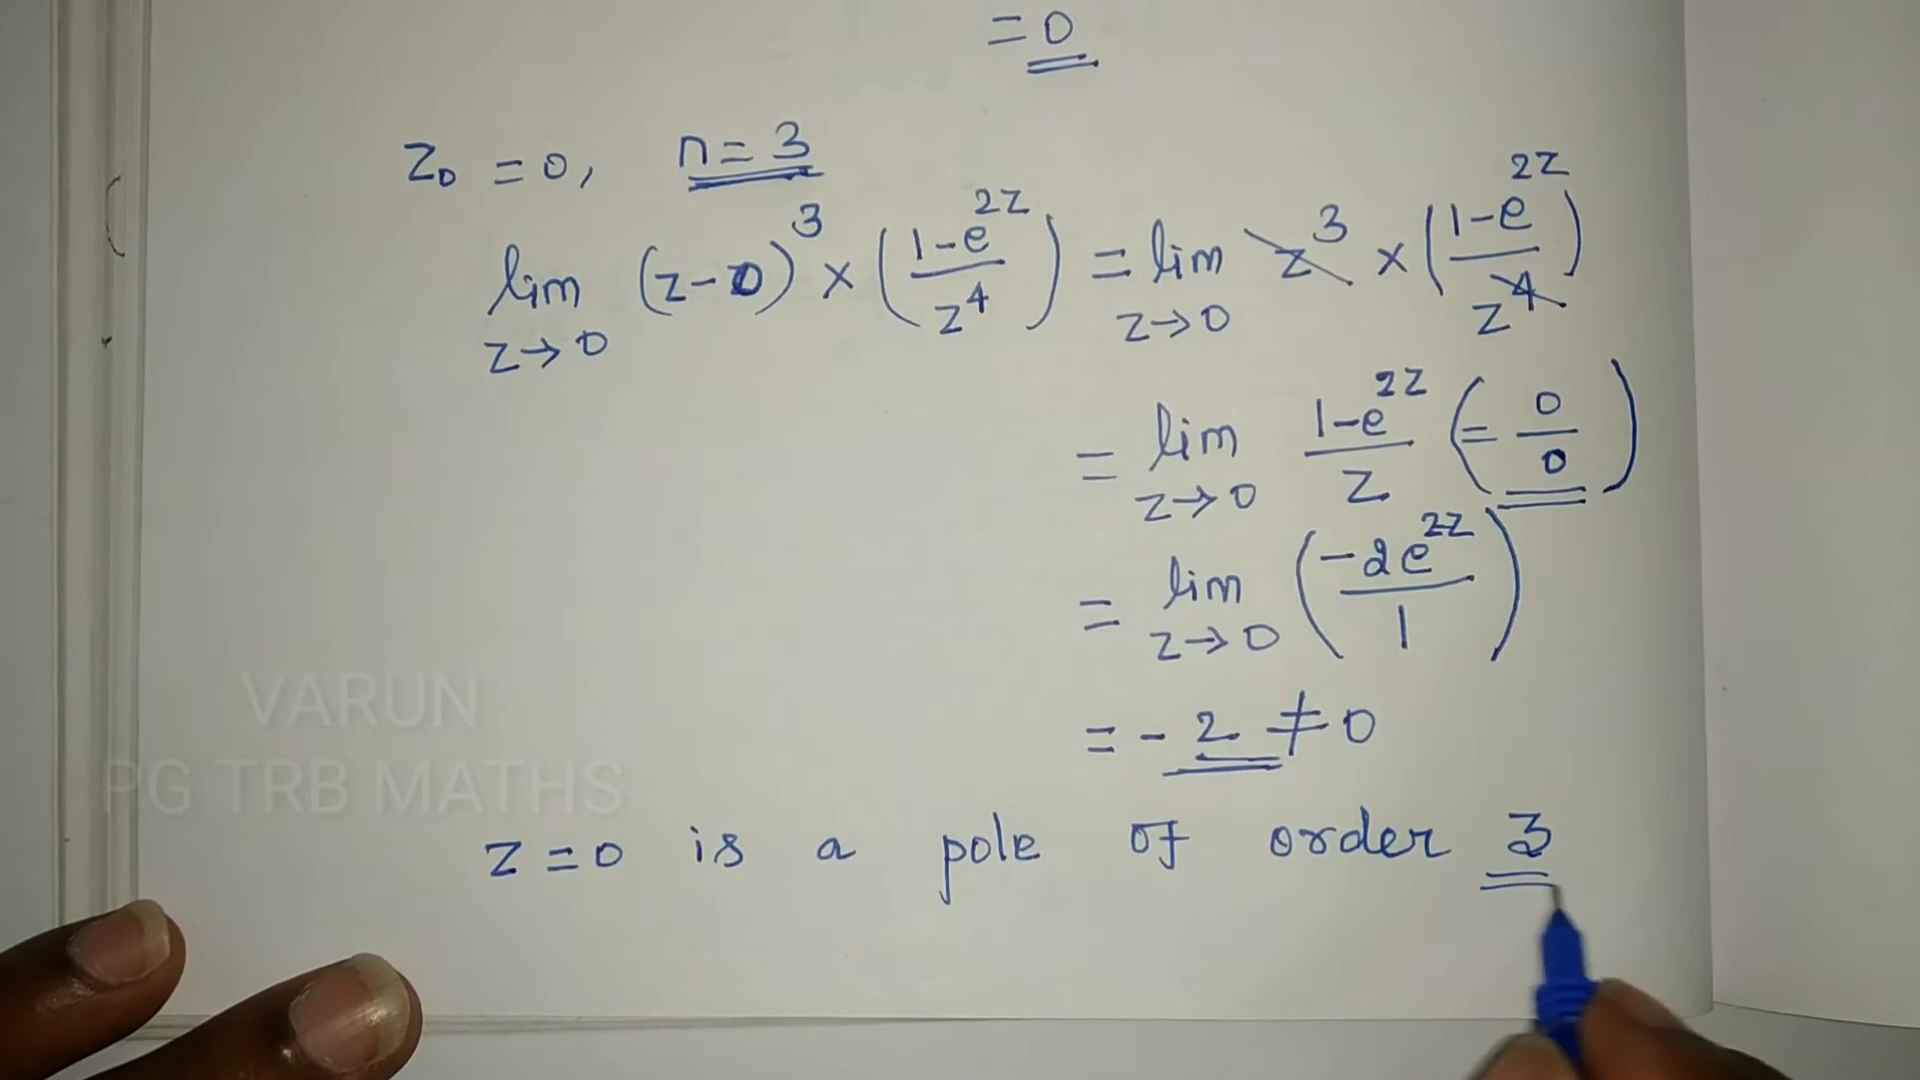 = 0
z₀ = 0, n = 3
lim z→0 (z-0)³ × (1-e^2z / z⁴) = lim z→0 z³ × (1-e^2z / z⁴)
= lim z→0 1-e^2z / z (= 0/0)
= lim z→0 (-2e^2z / 1)
= -2 ≠ 0
z = 0 is a pole of order 3
VARUN
PG TRB MATHS